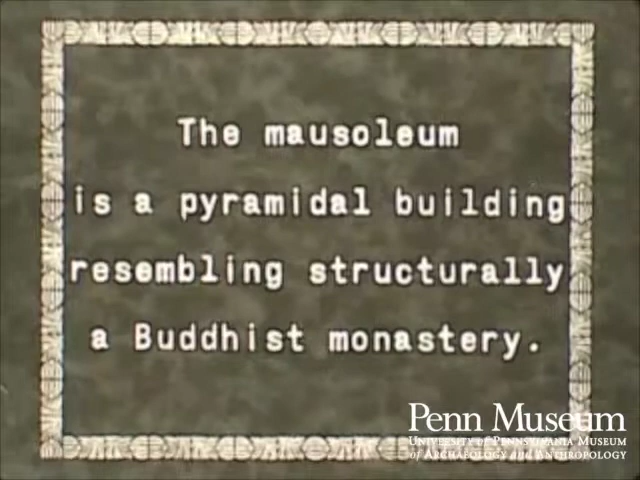 The mausoleum
is a pyramidal building
resembling structurally
a Buddhist monastery.
Penn Museum
University of Pennsylvania Museum
of Archaeology and Anthropology